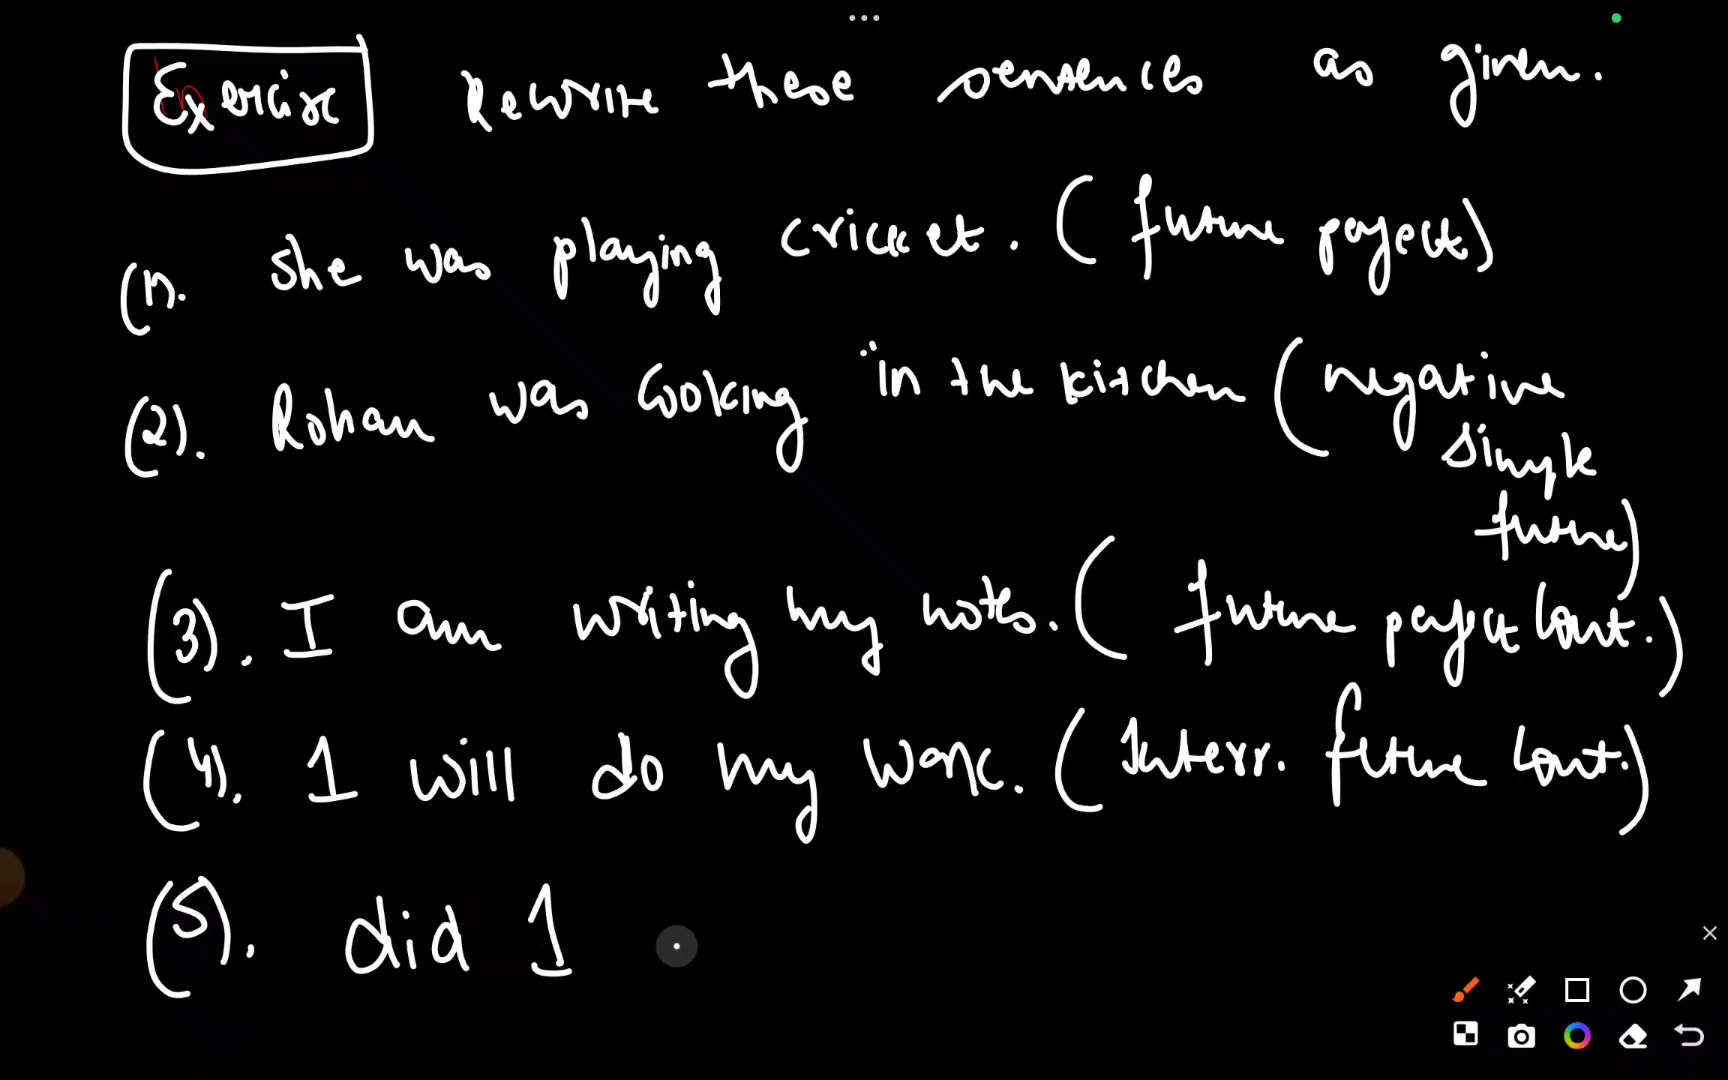 Exercise Rewrite these sentences as given.
(1). She was playing cricket. (future perfect)
(2). Rohan was cooking in the kitchen (negative
simple
future)
(3). I am writing my notes. (future perfect Cont.)
(4). I will do my work. (Interr. future Cont.)
(5). did I